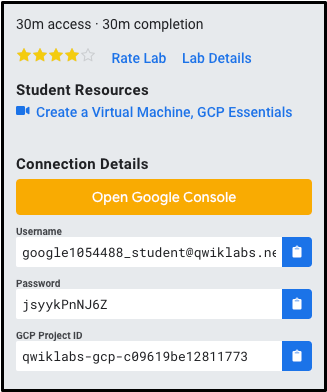 30m access · 30m completion
Rate Lab Lab Details
Student Resources
Create a Virtual Machine, GCP Essentials
Connection Details
Open Google Console
Username
google1054488_student@qwiklabs.ne
Password
jsyykPnNJ6Z
GCP Project ID
qwiklabs-gcp-c09619be12811773